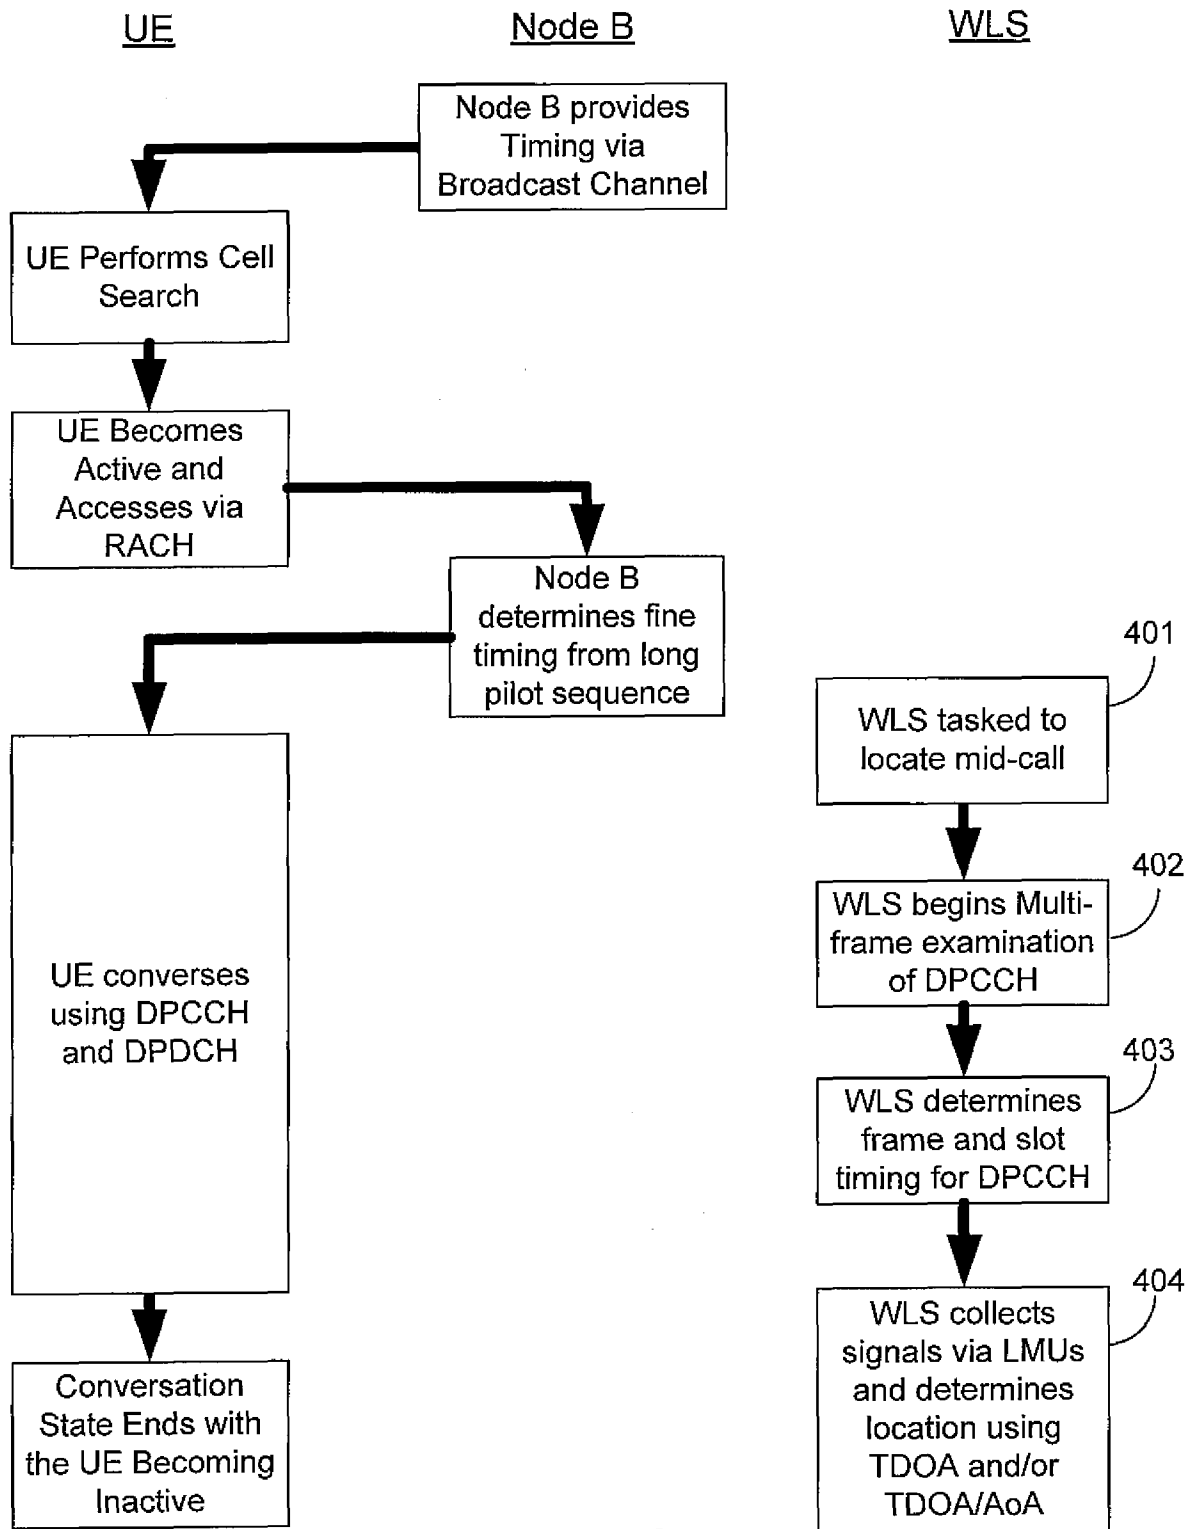 UE
Node B
WLS
Node B provides
Timing via
Broadcast Channel
UE Performs Cell
Search
UE Becomes
Active and
Accesses via
RACH
Node B
determines fine
timing from long
pilot sequence
401
WLS tasked to
locate mid-call
402
WLS begins Multi-
frame examination
of DPCCH
UE converses
using DPCCH
and DPDCH
403
WLS determines
frame and slot
timing for DPCCH
404
WLS collects
signals via LMUs
and determines
location using
TDOA and/or
TDOA/AoA
Conversation
State Ends with
the UE Becoming
Inactive